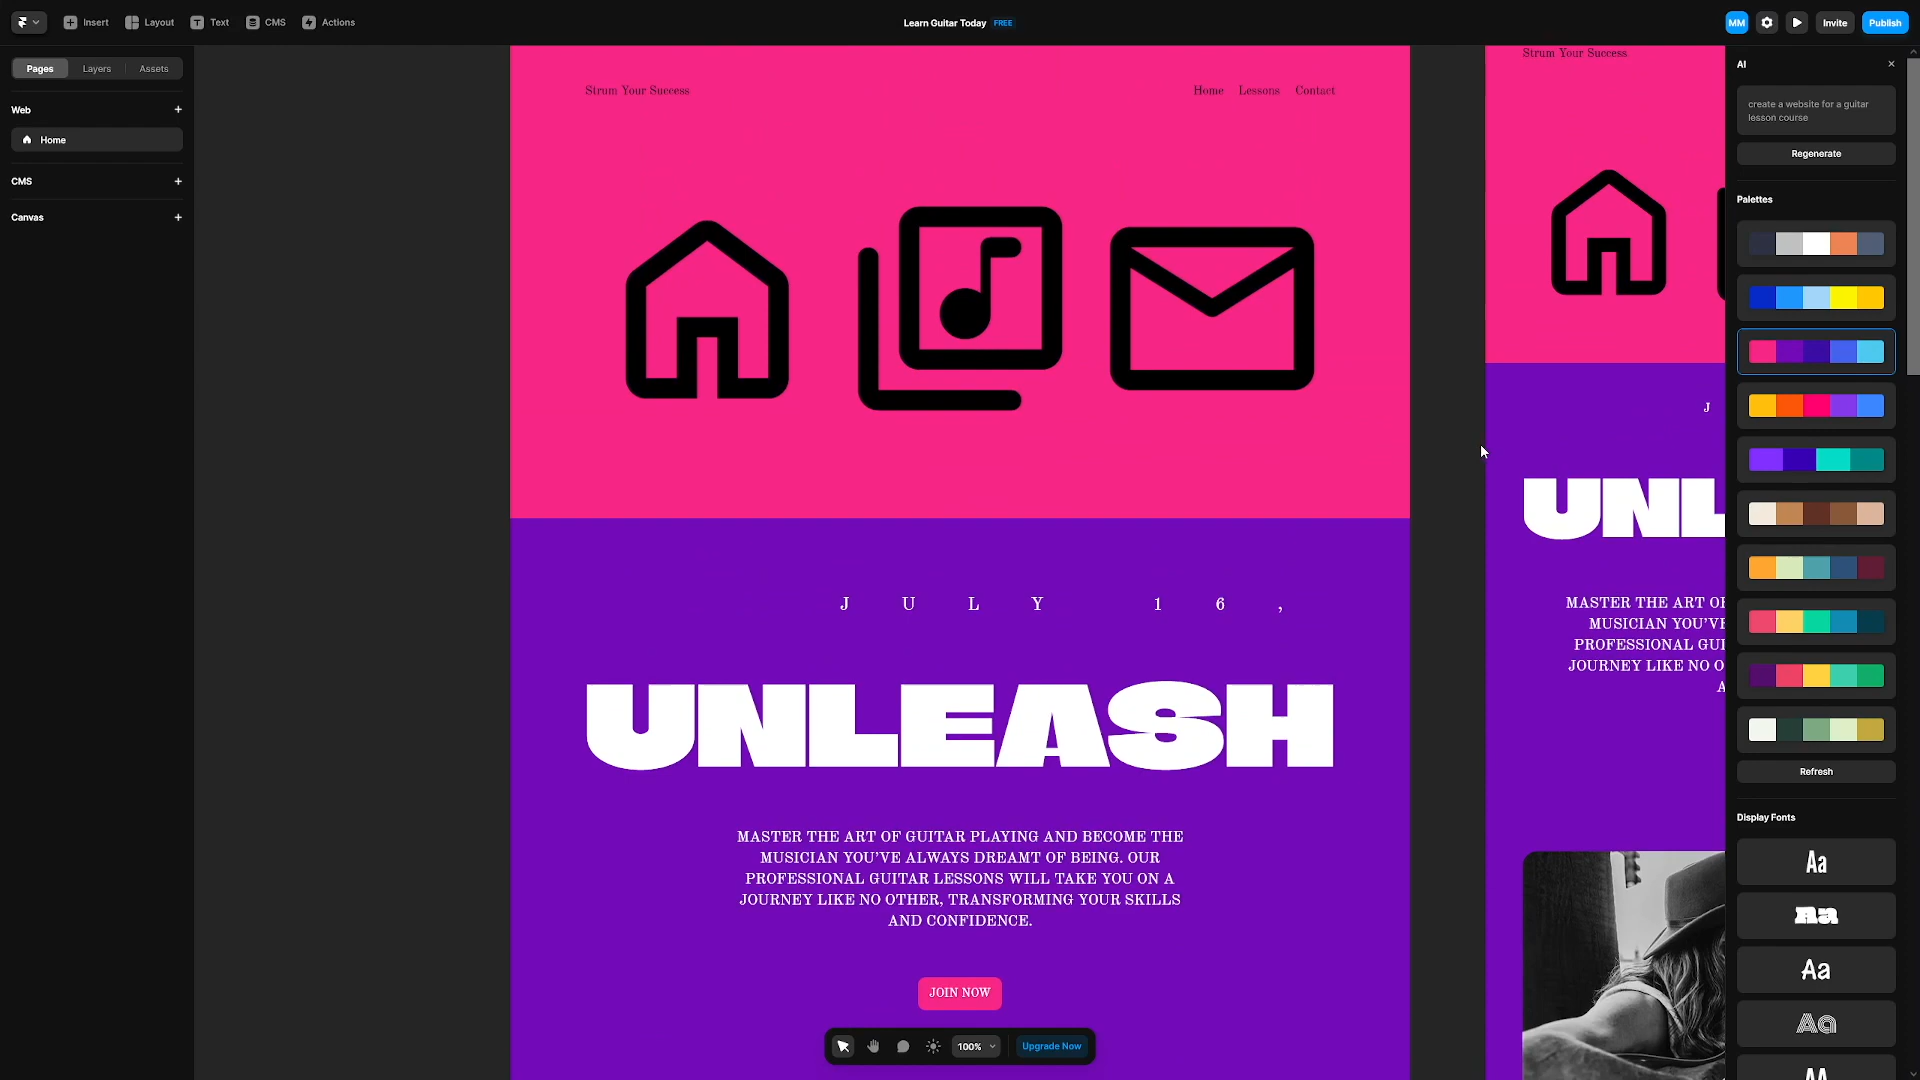 Insert Layout Text CMS Actions
Learn Guitar Today FREE
MM Invite Publish
Pages Layers Assets
Web +
Home
CMS +
Canvas +
Strum Your Success
Home Lessons Contact
JULY 16,
UNLEASH
MASTER THE ART OF GUITAR PLAYING AND BECOME THE
MUSICIAN YOU'VE ALWAYS DREAMT OF BEING. OUR
PROFESSIONAL GUITAR LESSONS WILL TAKE YOU ON A
JOURNEY LIKE NO OTHER, TRANSFORMING YOUR SKILLS
AND CONFIDENCE.
JOIN NOW
100% Upgrade Now
Strum Your Success
J
UNL
MASTER THE ART OF
MUSICIAN YOU'VE
PROFESSIONAL GUI
JOURNEY LIKE NO O
A
AI
create a website for a guitar
lesson course
Regenerate
Palettes
Refresh
Display Fonts
Aa
Aa
Aa
Aa
AA